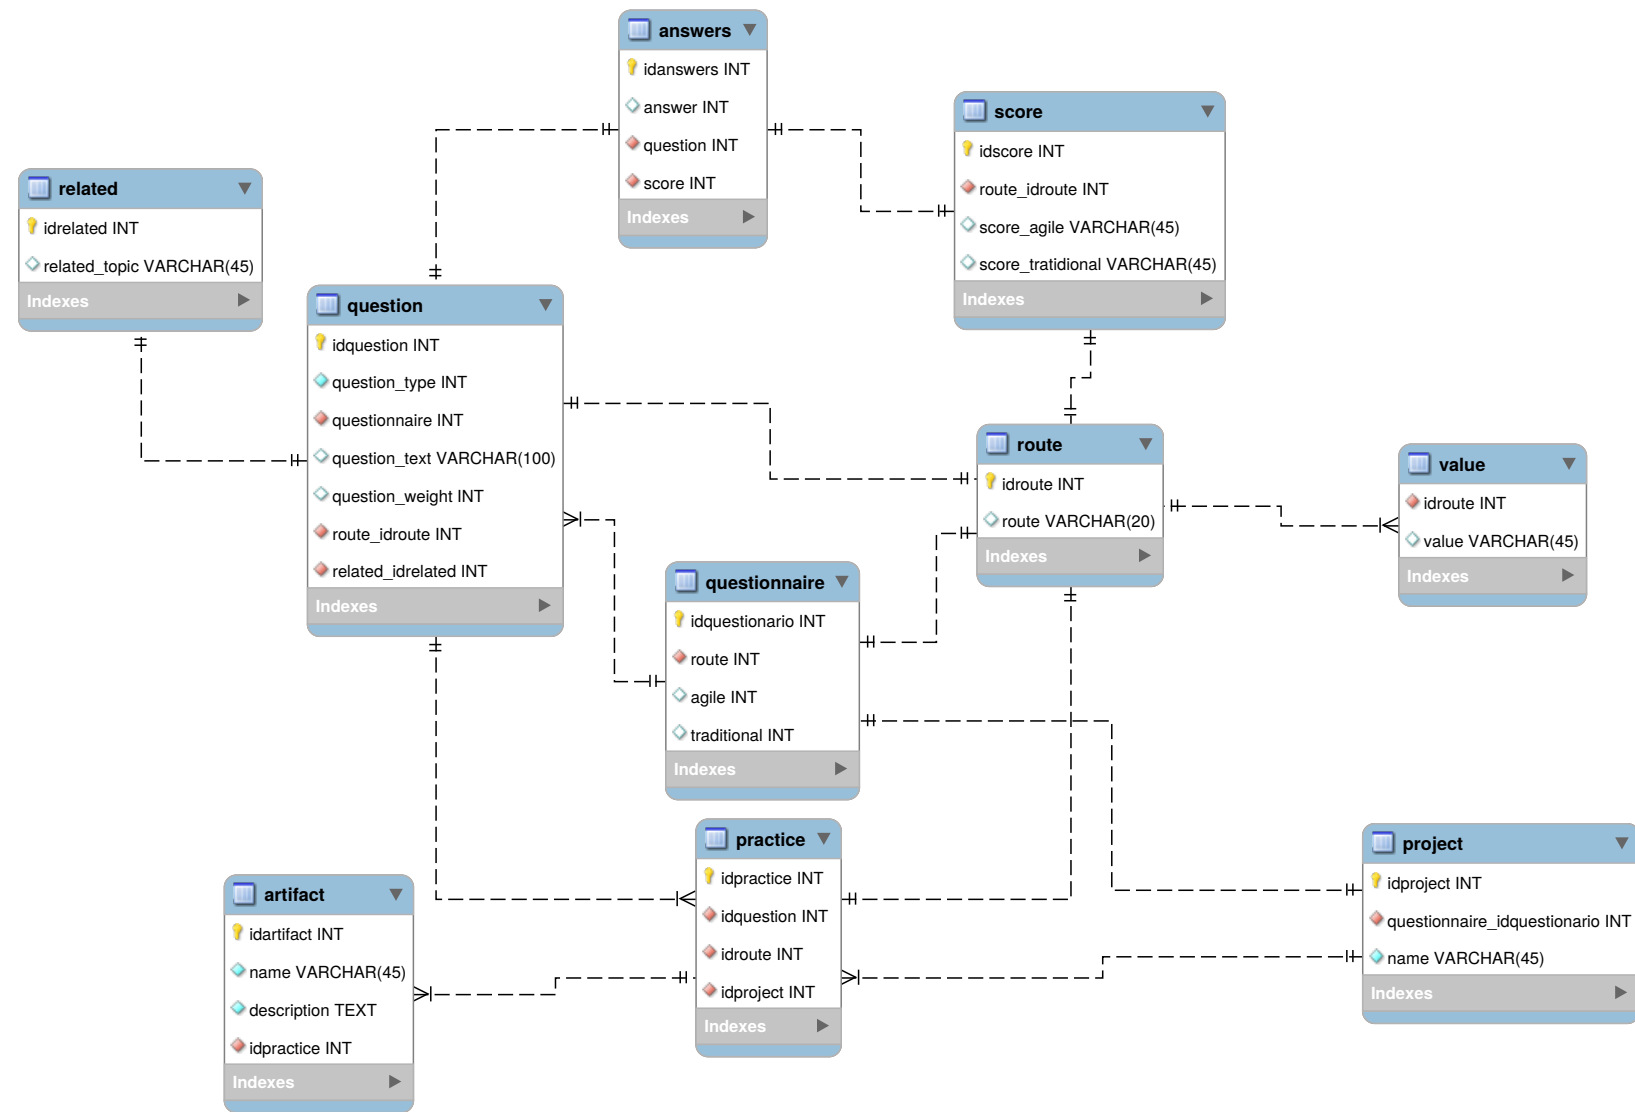 answers
idanswers INT
answer INT
question INT
score INT
Indexes
score
idscore INT
route_idroute INT
score_agile VARCHAR(45)
score_tratidional VARCHAR(45)
Indexes
related
idrelated INT
related_topic VARCHAR(45)
Indexes
question
idquestion INT
question_type INT
questionnaire INT
question_text VARCHAR(100)
question_weight INT
route_idroute INT
related_idrelated INT
Indexes
route
idroute INT
route VARCHAR(20)
Indexes
value
idroute INT
value VARCHAR(45)
Indexes
questionnaire
idquestionario INT
route INT
agile INT
traditional INT
Indexes
practice
idpractice INT
idquestion INT
idroute INT
idproject INT
Indexes
project
idproject INT
questionnaire_idquestionario INT
name VARCHAR(45)
Indexes
artifact
idartifact INT
name VARCHAR(45)
description TEXT
idpractice INT
Indexes